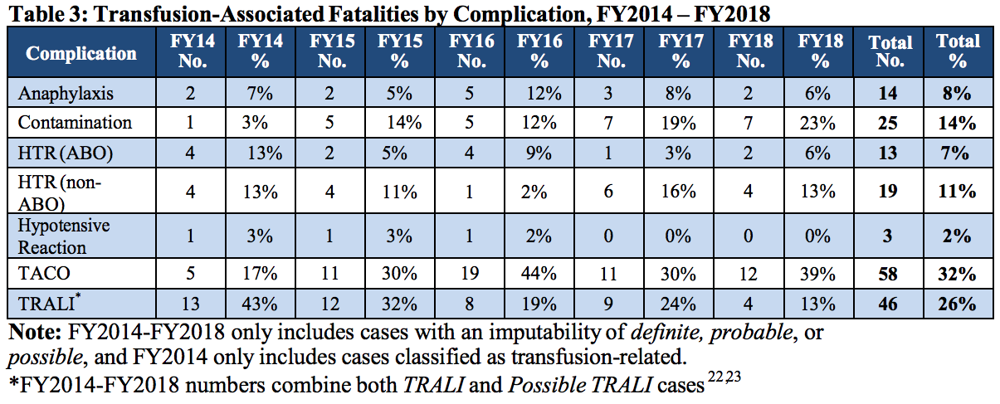 Table 3: Transfusion-Associated Fatalities by Complication, FY2014 – FY2018
Complication FY14 No. FY14 % FY15 No. FY15 % FY16 No. FY16 % FY17 No. FY17 % FY18 No. FY18 % Total No. Total %
Anaphylaxis 2 7% 2 5% 5 12% 3 8% 2 6% 14 8%
Contamination 1 3% 5 14% 5 12% 7 19% 7 23% 25 14%
HTR (ABO) 4 13% 2 5% 4 9% 1 3% 2 6% 13 7%
HTR (non-ABO) 4 13% 4 11% 1 2% 6 16% 4 13% 19 11%
Hypotensive Reaction 1 3% 1 3% 1 2% 0 0% 0 0% 3 2%
TACO 5 17% 11 30% 19 44% 11 30% 12 39% 58 32%
TRALI* 13 43% 12 32% 8 19% 9 24% 4 13% 46 26%
Note: FY2014-FY2018 only includes cases with an imputability of definite, probable, or
possible, and FY2014 only includes cases classified as transfusion-related.
*FY2014-FY2018 numbers combine both TRALI and Possible TRALI cases 22,23